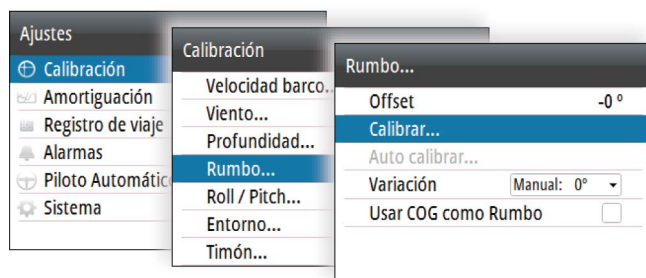 Ajustes
Calibración
Amortiguación
Registro de viaje
Alarmas
Piloto Automátic
Sistema
Calibración
Velocidad barco..
Viento...
Profundidad...
Rumbo...
Roll / Pitch...
Entorno...
Timón...
Rumbo...
Offset -0 º
Calibrar...
Auto calibrar...
Variación Manual: 0°
Usar COG como Rumbo